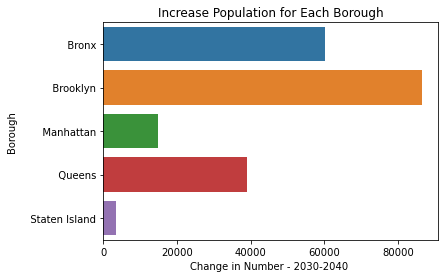 Increase Population for Each Borough
Borough
Bronx
Brooklyn
Manhattan
Queens
Staten Island
0 20000 40000 60000 80000
Change in Number - 2030-2040